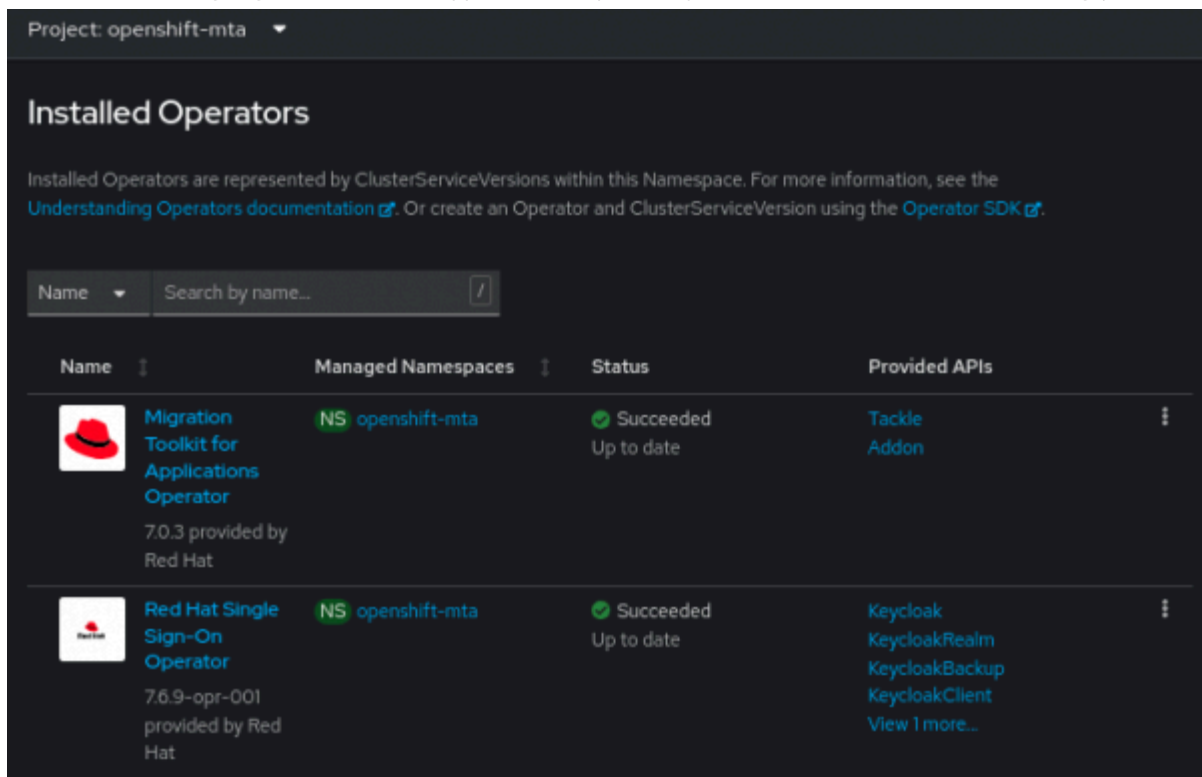 Project: openshift-mta
Installed Operators
Installed Operators are represented by ClusterServiceVersions within this Namespace. For more information, see the
Understanding Operators documentation. Or create an Operator and ClusterServiceVersion using the Operator SDK.
Name Search by name... /
Name Managed Namespaces Status Provided APIs
Migration
Toolkit for
Applications
Operator
7.0.3 provided by
Red Hat
NS openshift-mta
Succeeded
Up to date
Tackle
Addon
Red Hat
Red Hat Single
Sign-On
Operator
7.6.9-opr-001
provided by Red
Hat
NS openshift-mta
Succeeded
Up to date
Keycloak
KeycloakRealm
KeycloakBackup
KeycloakClient
View 1 more...